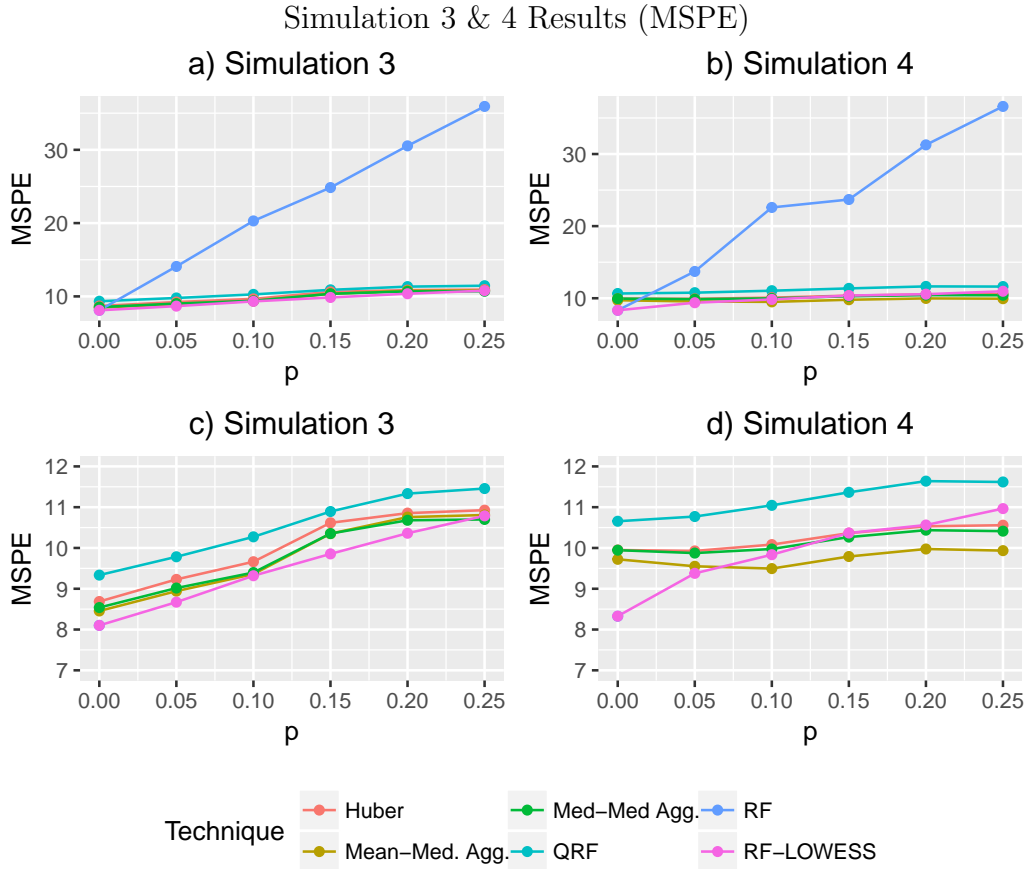 Simulation 3 & 4 Results (MSPE)
a) Simulation 3
MSPE
30
20
10
0.00 0.05 0.10 0.15 0.20 0.25
p
b) Simulation 4
MSPE
30
20
10
0.00 0.05 0.10 0.15 0.20 0.25
p
c) Simulation 3
MSPE
12
11
10
9
8
7
0.00 0.05 0.10 0.15 0.20 0.25
p
d) Simulation 4
MSPE
12
11
10
9
8
7
0.00 0.05 0.10 0.15 0.20 0.25
p
Technique
Huber
Mean−Med. Agg.
Med−Med Agg.
QRF
RF
RF−LOWESS